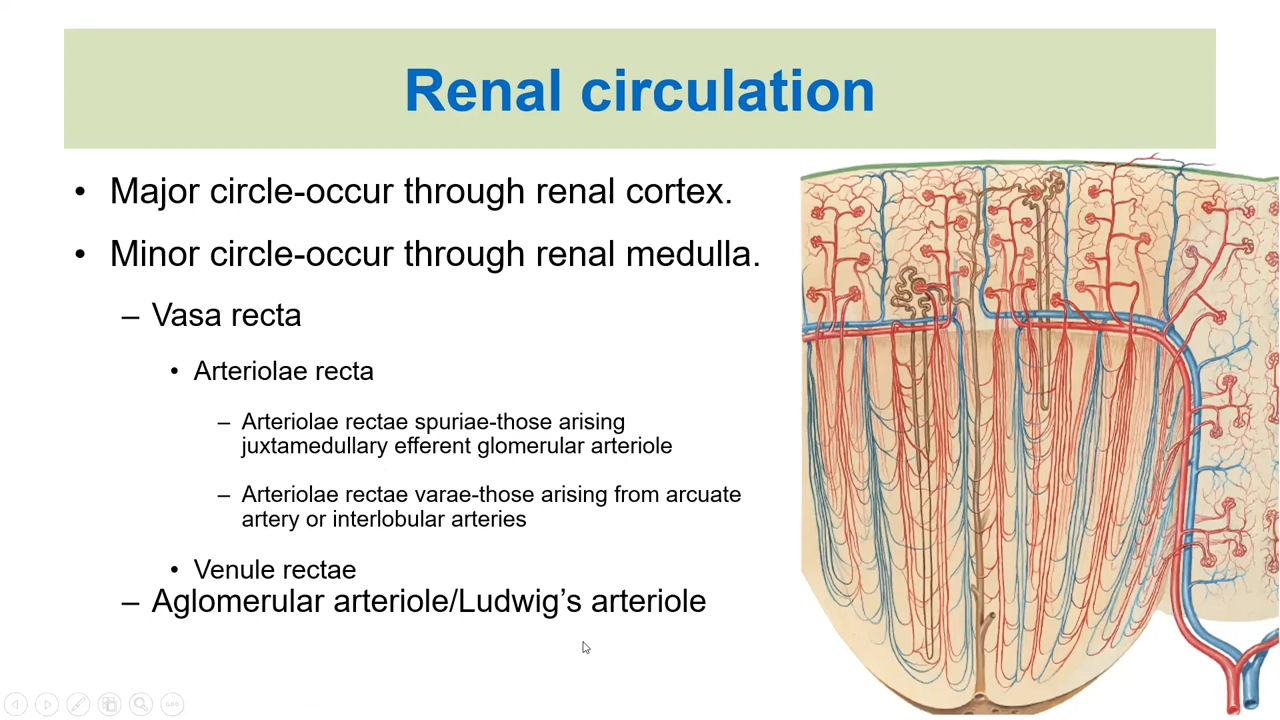 Renal circulation
• Major circle-occur through renal cortex.
• Minor circle-occur through renal medulla.
– Vasa recta
• Arteriolae recta
– Arteriolae rectae spuriae-those arising
juxtamedullary efferent glomerular arteriole
– Arteriolae rectae varae-those arising from arcuate
artery or interlobular arteries
• Venule rectae
– Aglomerular arteriole/Ludwig’s arteriole